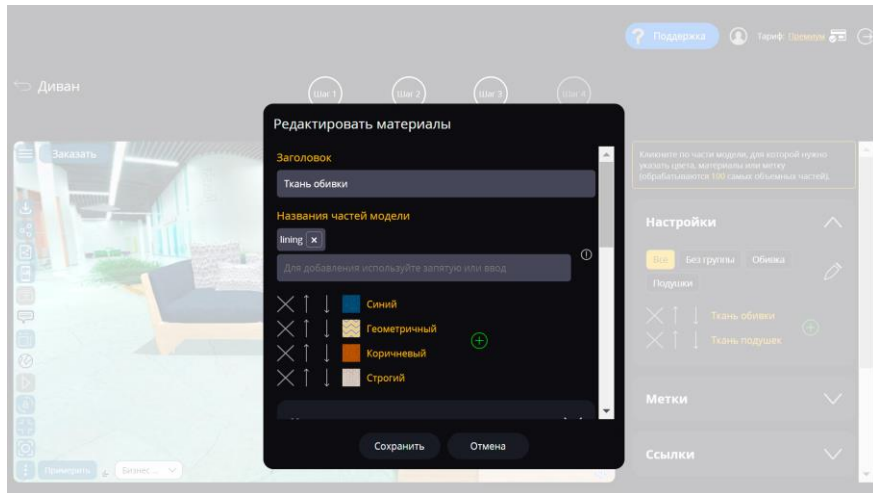 Поддержка
Тариф: Премиум
Диван
Шаг 1
Шаг 2
Шаг 3
Шаг 4
Заказать
Редактировать материалы
Заголовок
Ткань обивки
Названия частей модели
lining
Для добавления используйте запятую или ввод
Синий
Геометричный
Коричневый
Строгий
Сохранить
Отмена
Кликните по части модели, для которой нужно
указать цвета, материалы или метку
(обрабатываются 100 самых объемных частей).
Настройки
Все
Без группы
Обивка
Подушки
Ткань обивки
Ткань подушек
Метки
Ссылки
Примерить
Бизнес ...